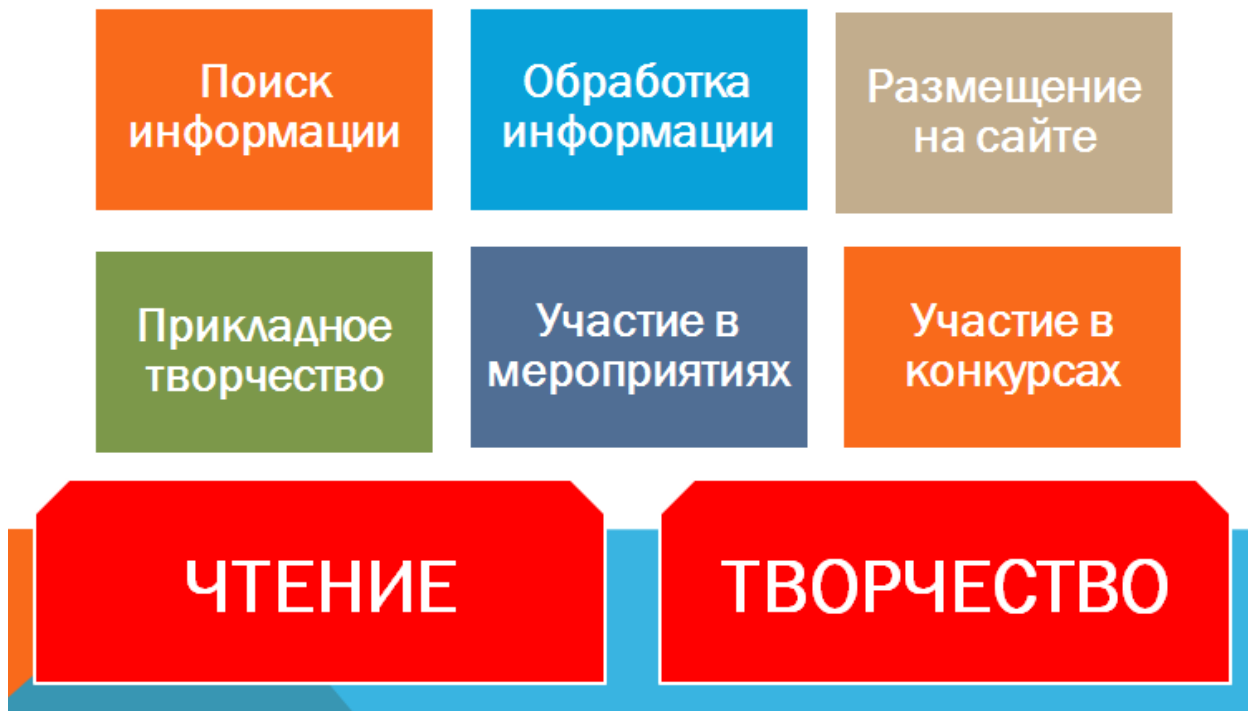 Поиск
информации
Обработка
информации
Размещение
на сайте
Прикладное
творчество
Участие в
мероприятиях
Участие в
конкурсах
ЧТЕНИЕ
ТВОРЧЕСТВО